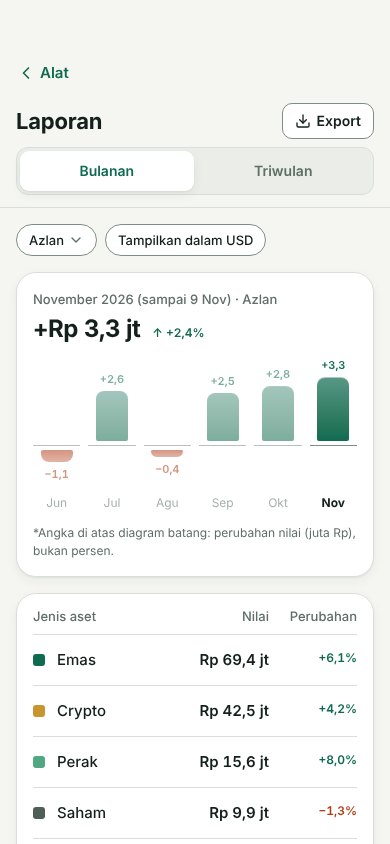 Alat
Laporan
Export
Bulanan
Triwulan
Azlan
Tampilkan dalam USD
November 2026 (sampai 9 Nov) · Azlan
+Rp 3,3 jt ↑ +2,4%
+2,6
+2,5
+2,8
+3,3
−1,1
−0,4
Jun Jul Agu Sep Okt Nov
*Angka di atas diagram batang: perubahan nilai (juta Rp),
bukan persen.
Jenis aset Nilai Perubahan
Emas Rp 69,4 jt +6,1%
Crypto Rp 42,5 jt +4,2%
Perak Rp 15,6 jt +8,0%
Saham Rp 9,9 jt −1,3%